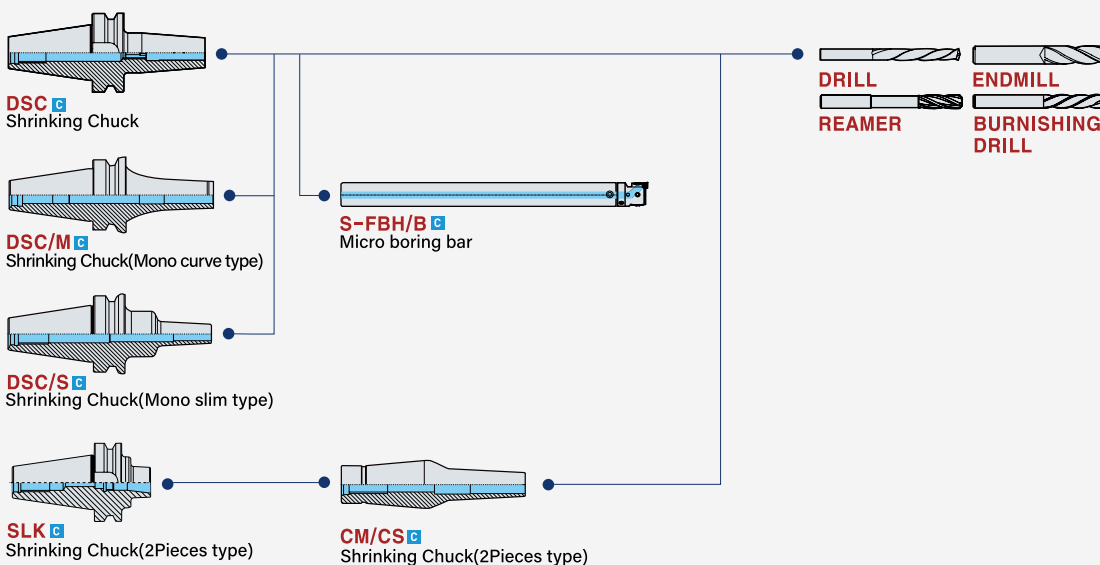 DSC C
Shrinking Chuck
DRILL
ENDMILL
REAMER
BURNISHING
DRILL
DSC/M C
Shrinking Chuck(Mono curve type)
S-FBH/B C
Micro boring bar
DSC/S C
Shrinking Chuck(Mono slim type)
SLK C
Shrinking Chuck(2Pieces type)
CM/CS C
Shrinking Chuck(2Pieces type)